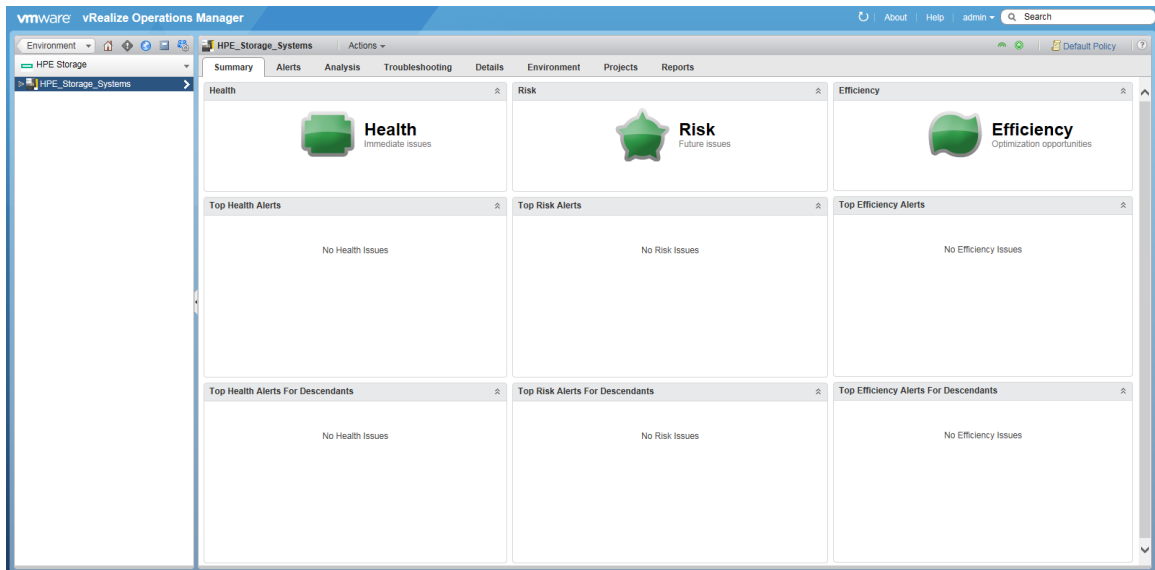 vmware vRealize Operations Manager
About Help admin Search
Environment
HPE Storage
HPE_Storage_Systems
HPE_Storage_Systems Actions Default Policy ?
Summary Alerts Analysis Troubleshooting Details Environment Projects Reports
Health Risk Efficiency
Health Risk Efficiency
Immediate issues Future issues Optimization opportunities
Top Health Alerts Top Risk Alerts Top Efficiency Alerts
No Health Issues No Risk Issues No Efficiency Issues
Top Health Alerts For Descendants Top Risk Alerts For Descendants Top Efficiency Alerts For Descendants
No Health Issues No Risk Issues No Efficiency Issues